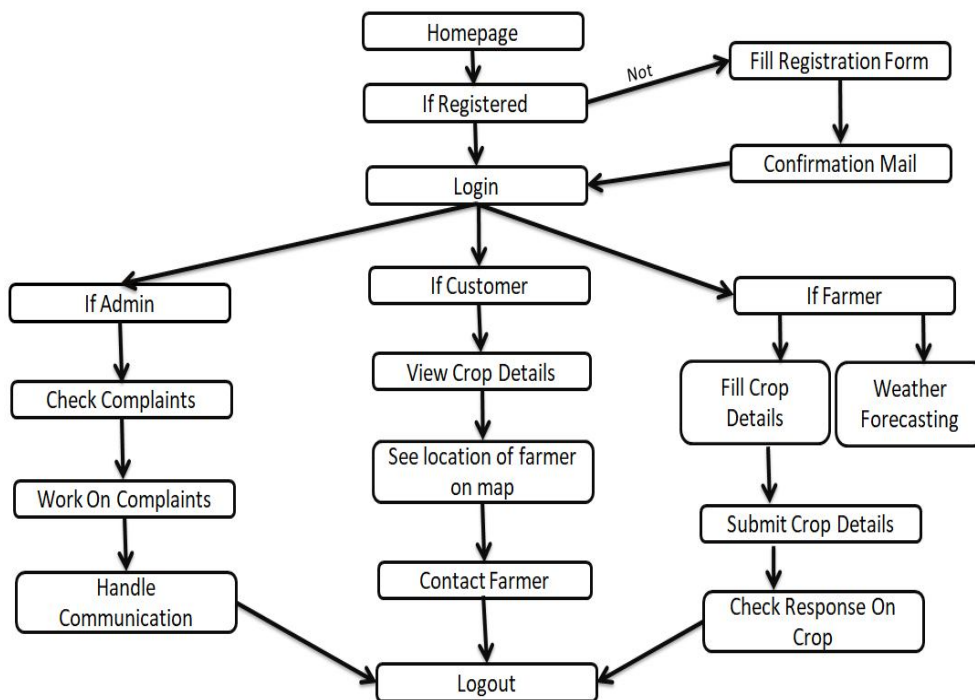 Homepage
Not
Fill Registration Form
If Registered
Confirmation Mail
Login
If Admin
If Customer
If Farmer
Check Complaints
View Crop Details
Fill Crop
Details
Weather
Forecasting
Work On Complaints
See location of farmer
on map
Submit Crop Details
Handle
Communication
Contact Farmer
Check Response On
Crop
Logout